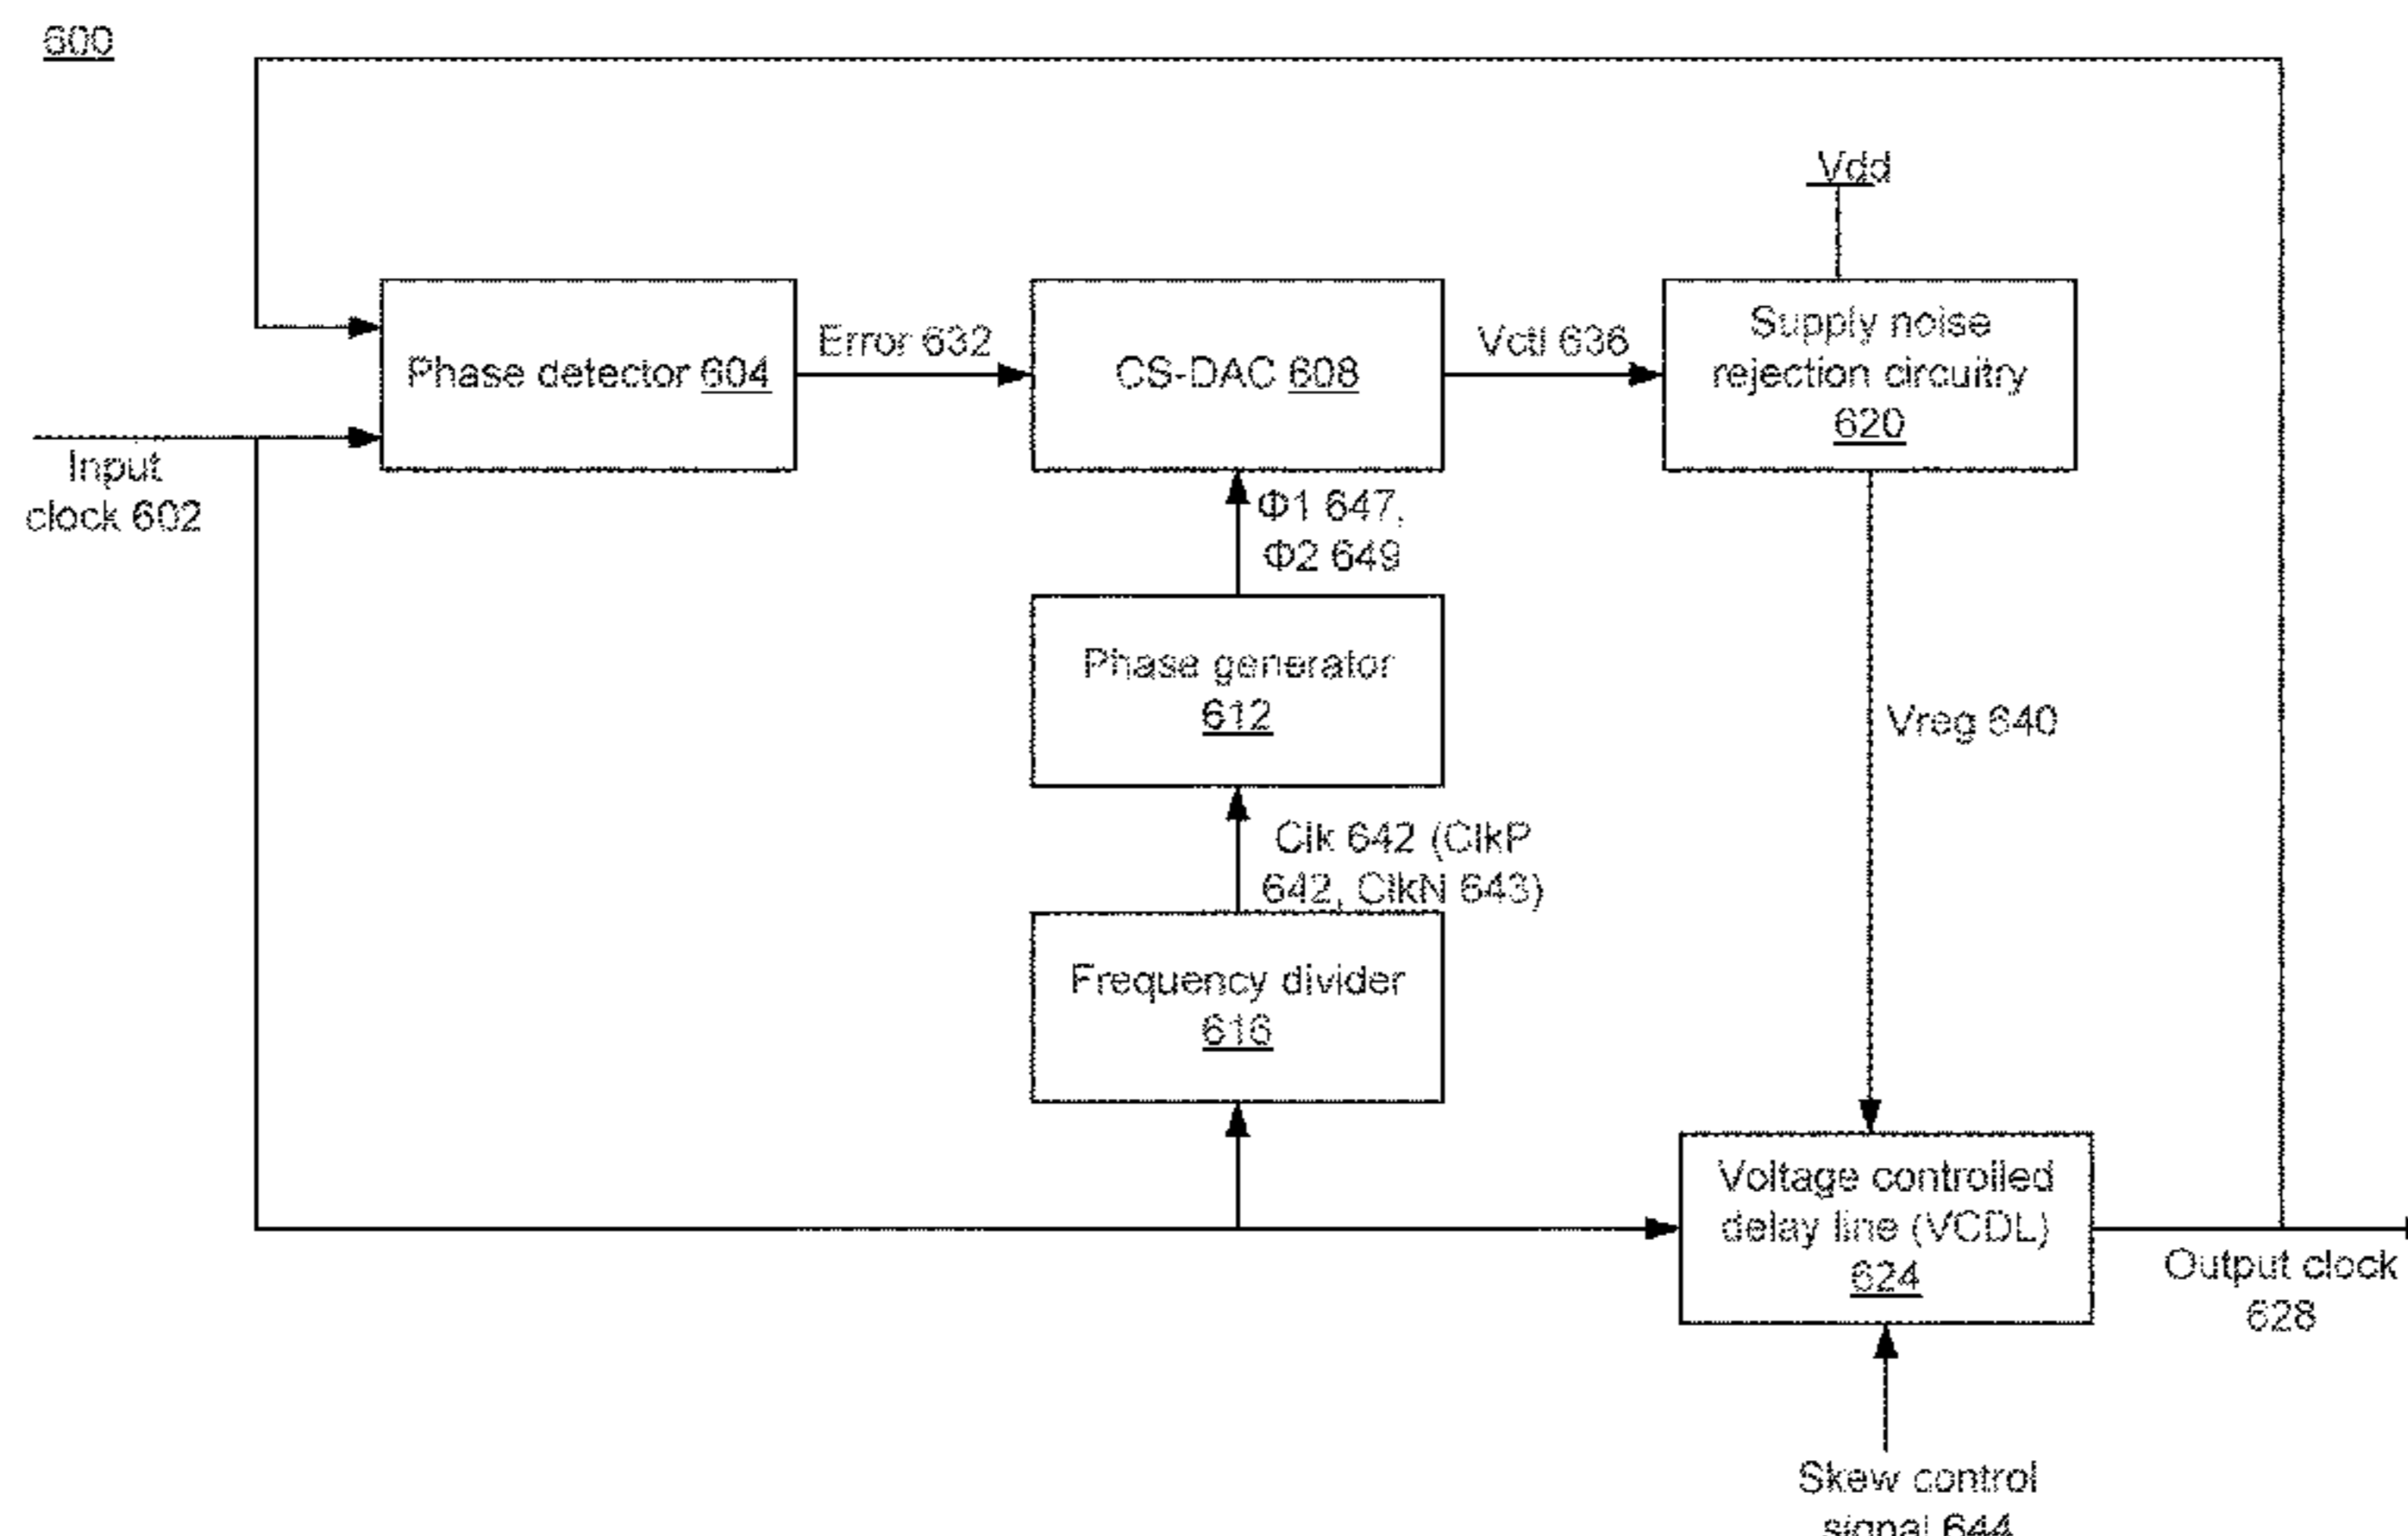 600
Vdd
Phase detector 604
Error 632
CS-DAC 608
Vctl 636
Supply noise
rejection circuitry
620
Input
clock 602
Φ1 647,
Φ2 649
Phase generator
612
Vreg 640
Clk 642 (ClkP
642, ClkN 643)
Frequency divider
616
Voltage controlled
delay line (VCDL)
624
Output clock
628
Skew control
signal 644